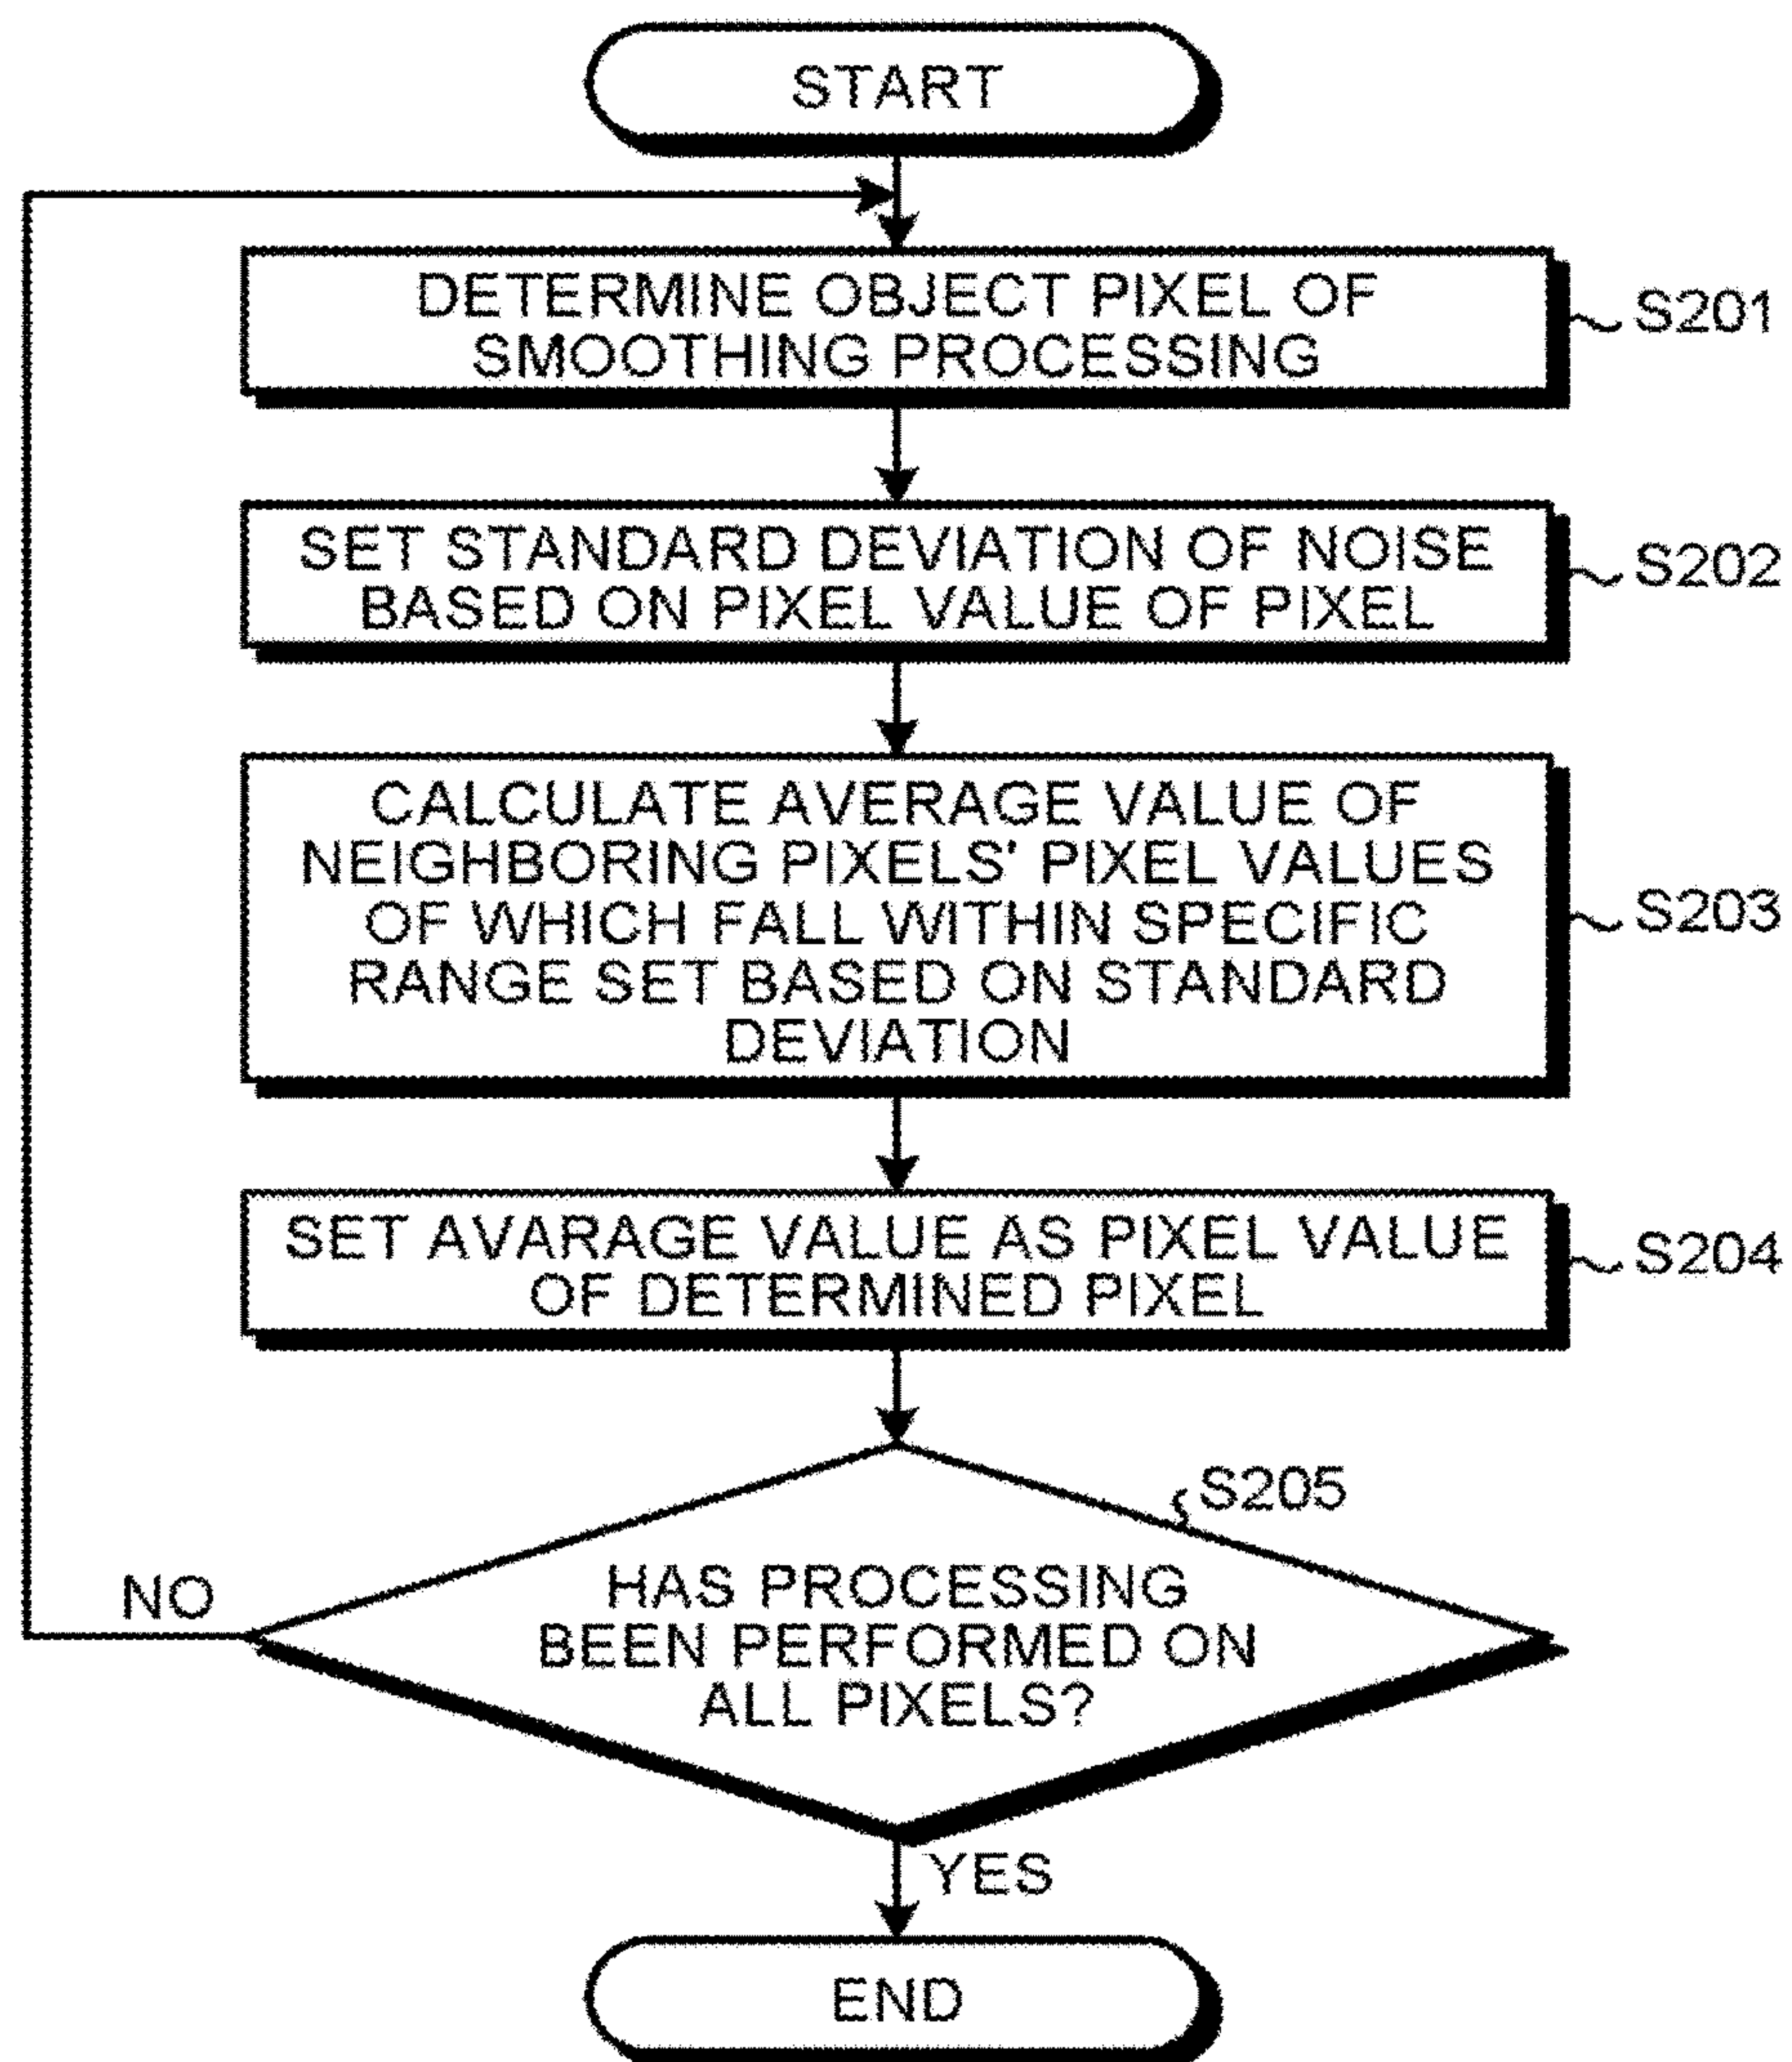 START
DETERMINE OBJECT PIXEL OF
SMOOTHING PROCESSING
S201
SET STANDARD DEVIATION OF NOISE
BASED ON PIXEL VALUE OF PIXEL
S202
CALCULATE AVERAGE VALUE OF
NEIGHBORING PIXELS' PIXEL VALUES
OF WHICH FALL WITHIN SPECIFIC
RANGE SET BASED ON STANDARD
DEVIATION
S203
SET AVARAGE VALUE AS PIXEL VALUE
OF DETERMINED PIXEL
S204
S205
HAS PROCESSING
BEEN PERFORMED ON
ALL PIXELS?
NO
YES
END